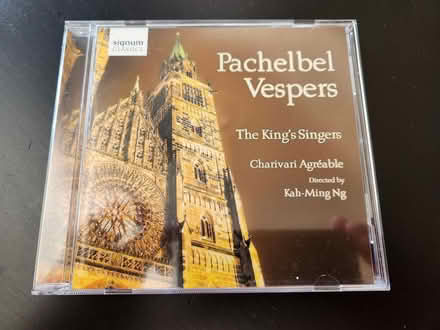 signum
CLASSICS
Pachelbel
Vespers
The King's Singers
Charivari Agréable
Directed by
Kah-Ming Ng